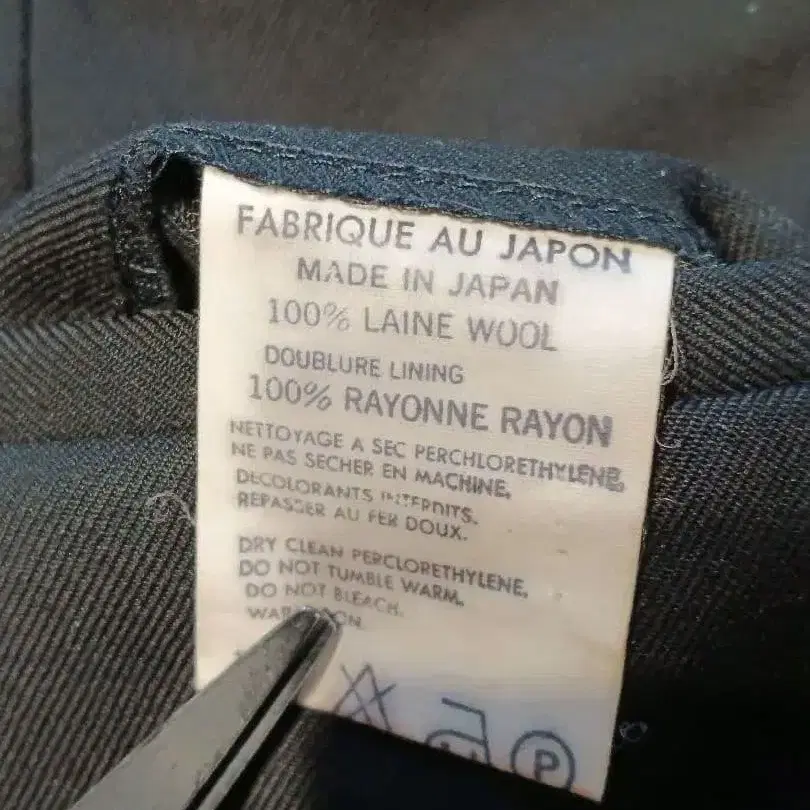 FABRIQUE AU JAPON
MADE IN JAPAN
100% LAINE WOOL
DOUBLURE LINING
100% RAYONNE RAYON
NETTOYAGE A SEC PERCHLORETHYLENE,
NE PAS SECHER EN MACHINE,
DECOLORANTS INTERDITS.
REPASSER AU FER DOUX.
DRY CLEAN PERCLORETHYLENE,
DO NOT TUMBLE WARM,
DO NOT BLEACH.
P